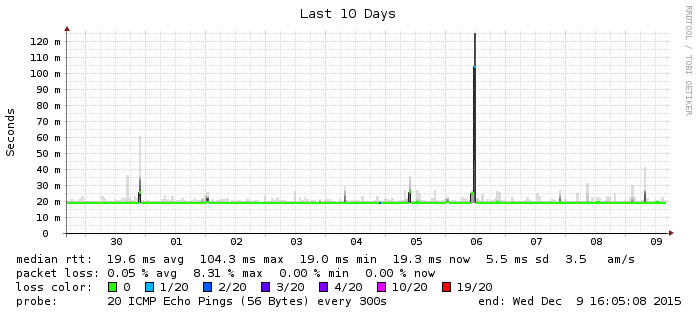 Last 10 Days
RRDTOOL / TOBI OETIKER
Seconds
120 m
110 m
100 m
90 m
80 m
70 m
60 m
50 m
40 m
30 m
20 m
10 m
0
30 01 02 03 04 05 06 07 08 09
median rtt: 19.6 ms avg 104.3 ms max 19.0 ms min 19.3 ms now 5.5 ms sd 3.5 am/s
packet loss: 0.05 % avg 8.31 % max 0.00 % min 0.00 % now
loss color: 0 1/20 2/20 3/20 4/20 10/20 19/20
probe: 20 ICMP Echo Pings (56 Bytes) every 300s end: Wed Dec 9 16:05:08 2015